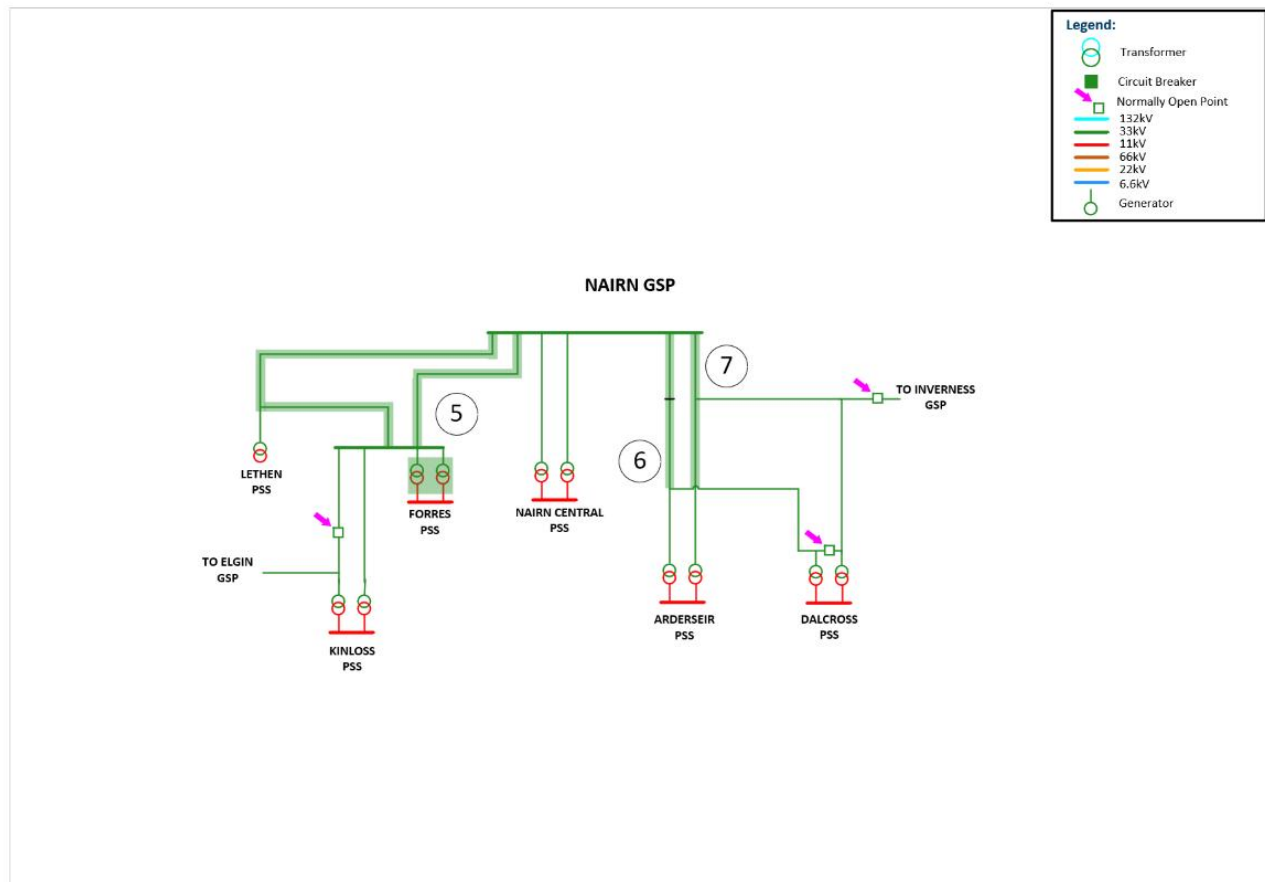 Legend:
Transformer
Circuit Breaker
Normally Open Point
132kV
33kV
11kV
66kV
22kV
6.6kV
Generator
NAIRN GSP
7
TO INVERNESS
GSP
5
6
LETHEN
PSS
FORRES
PSS
NAIRN CENTRAL
PSS
TO ELGIN
GSP
ARDERSEIR
PSS
DALCROSS
PSS
KINLOSS
PSS